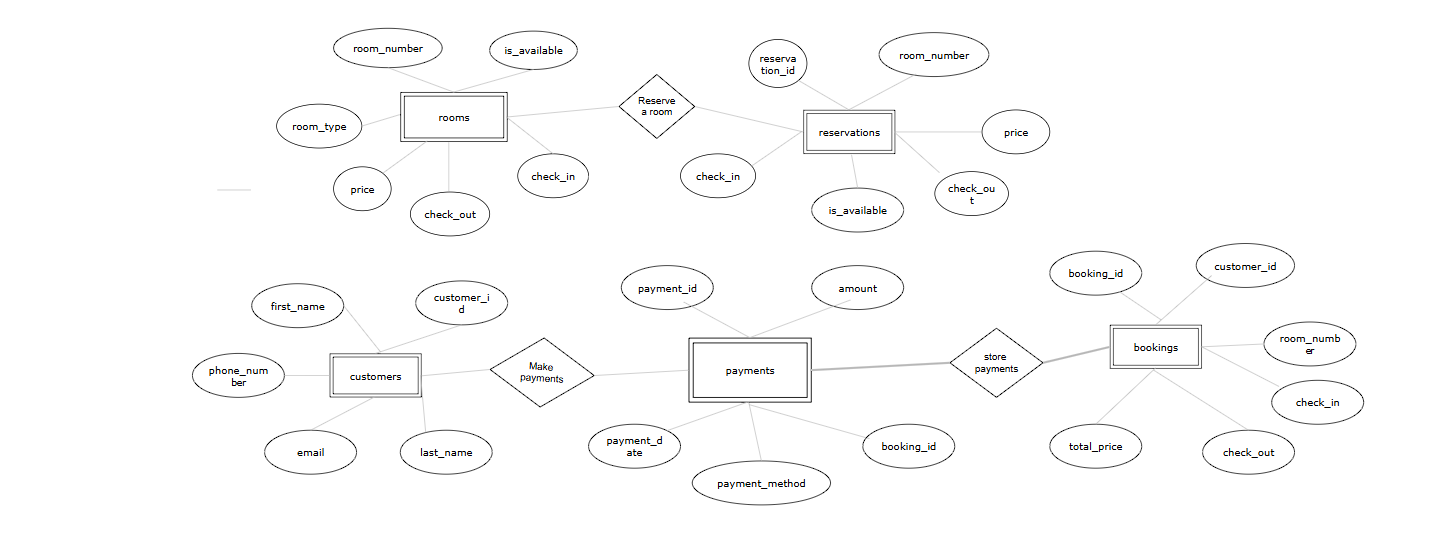 room_number
is_available
reserva
tion_id
room_number
room_type
rooms
Reserve
a room
reservations
price
price
check_out
check_in
check_in
is_available
check_ou
t
first_name
customer_i
d
payment_id
amount
booking_id
customer_id
phone_num
ber
customers
Make
payments
payments
store
payments
bookings
room_numb
er
check_in
email
last_name
payment_d
ate
payment_method
booking_id
total_price
check_out